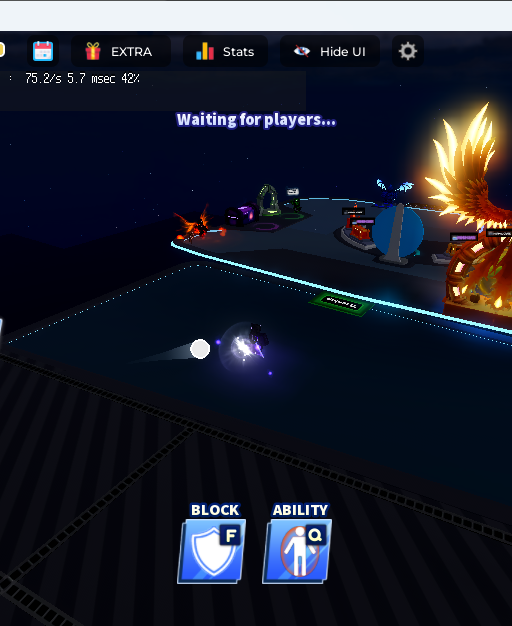 EXTRA
Stats
Hide UI
: 75.2/s 5.7 msec 42%
Waiting for players...
BLOCK
ABILITY
F
Q